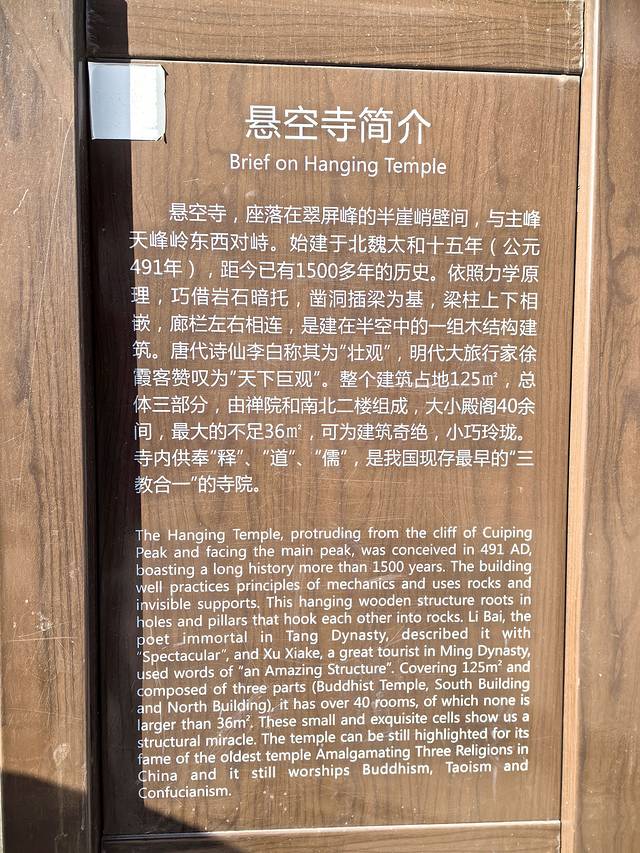 悬空寺简介
Brief on Hanging Temple
悬空寺，座落在翠屏峰的半崖峭壁间，与主峰
天峰岭东西对峙。始建于北魏太和十五年（公元
491年），距今已有1500多年的历史。依照力学原
理，巧借岩石暗托，凿洞插梁为基，梁柱上下相
嵌，廊栏左右相连，是建在半空中的一组木结构建
筑。唐代诗仙李白称其为“壮观”，明代大旅行家徐
霞客赞叹为“天下巨观”。整个建筑占地125㎡，总
体三部分，由禅院和南北二楼组成，大小殿阁40余
间，最大的不足36㎡，可为建筑奇绝，小巧玲珑。
寺内供奉“释”、“道”、“儒”，是我国现存最早的“三
教合一”的寺院。
The Hanging Temple, protruding from the cliff of Cuiping
Peak and facing the main peak, was conceived in 491 AD,
boasting a long history more than 1500 years. The building
well practices principles of mechanics and uses rocks and
invisible supports. This hanging wooden structure roots in
holes and pillars that hook each other into rocks. Li Bai, the
poet immortal in Tang Dynasty, described it with
“Spectacular”, and Xu Xiake, a great tourist in Ming Dynasty,
used words of “an Amazing Structure”. Covering 125㎡ and
composed of three parts (Buddhist Temple, South Building
and North Building), it has over 40 rooms, of which none is
larger than 36㎡. These small and exquisite cells show us a
structural miracle. The temple can be still highlighted for its
fame of the oldest temple Amalgamating Three Religions in
China and it still worships Buddhism, Taoism and
Confucianism.